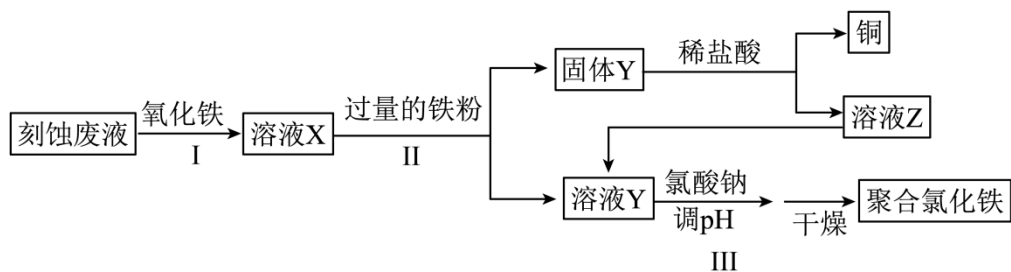 刻蚀废液
氧化铁
I
溶液X
过量的铁粉
II
固体Y
稀盐酸
铜
溶液Z
溶液Y
氯酸钠
调pH
III
干燥
聚合氯化铁